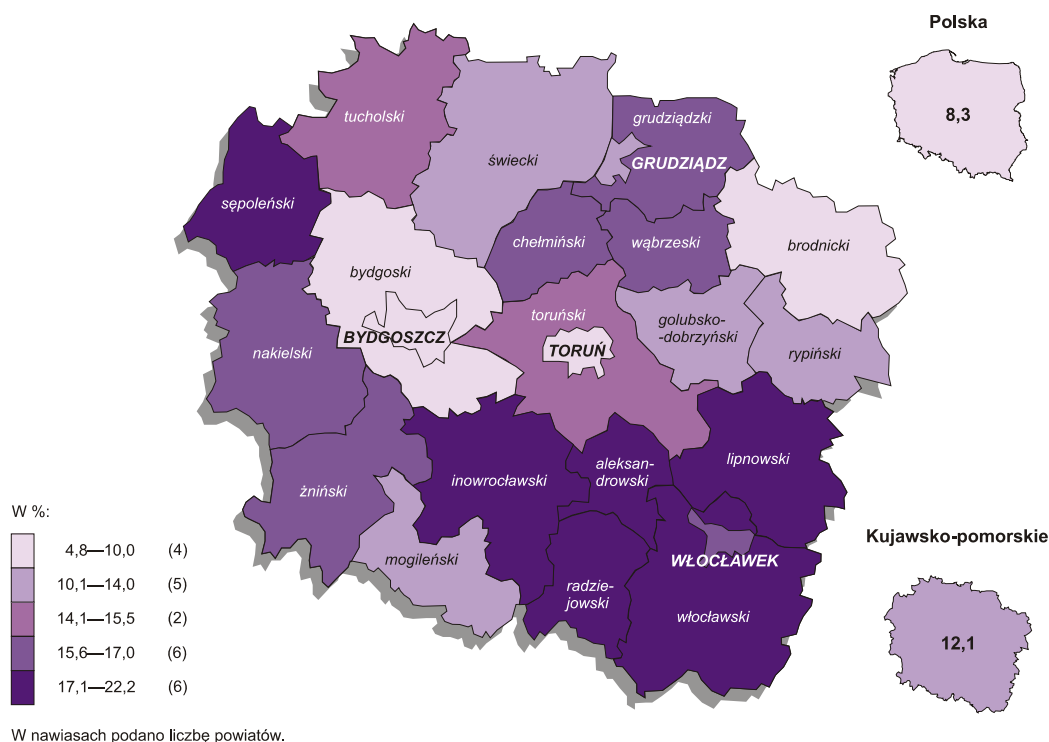 Polska
8,3
tucholski
grudziądzki
świecki
GRUDZIĄDZ
sępoleński
chełmiński
wąbrzeski
brodnicki
bydgoski
toruński
golubsko-
-dobrzyński
BYDGOSZCZ
TORUŃ
nakielski
rypiński
lipnowski
aleksan-
drowski
inowrocławski
żniński
mogileński
WŁOCŁAWEK
radzie-
jowski
włocławski
Kujawsko-pomorskie
12,1
W %:
4,8—10,0 (4)
10,1—14,0 (5)
14,1—15,5 (2)
15,6—17,0 (6)
17,1—22,2 (6)
W nawiasach podano liczbę powiatów.